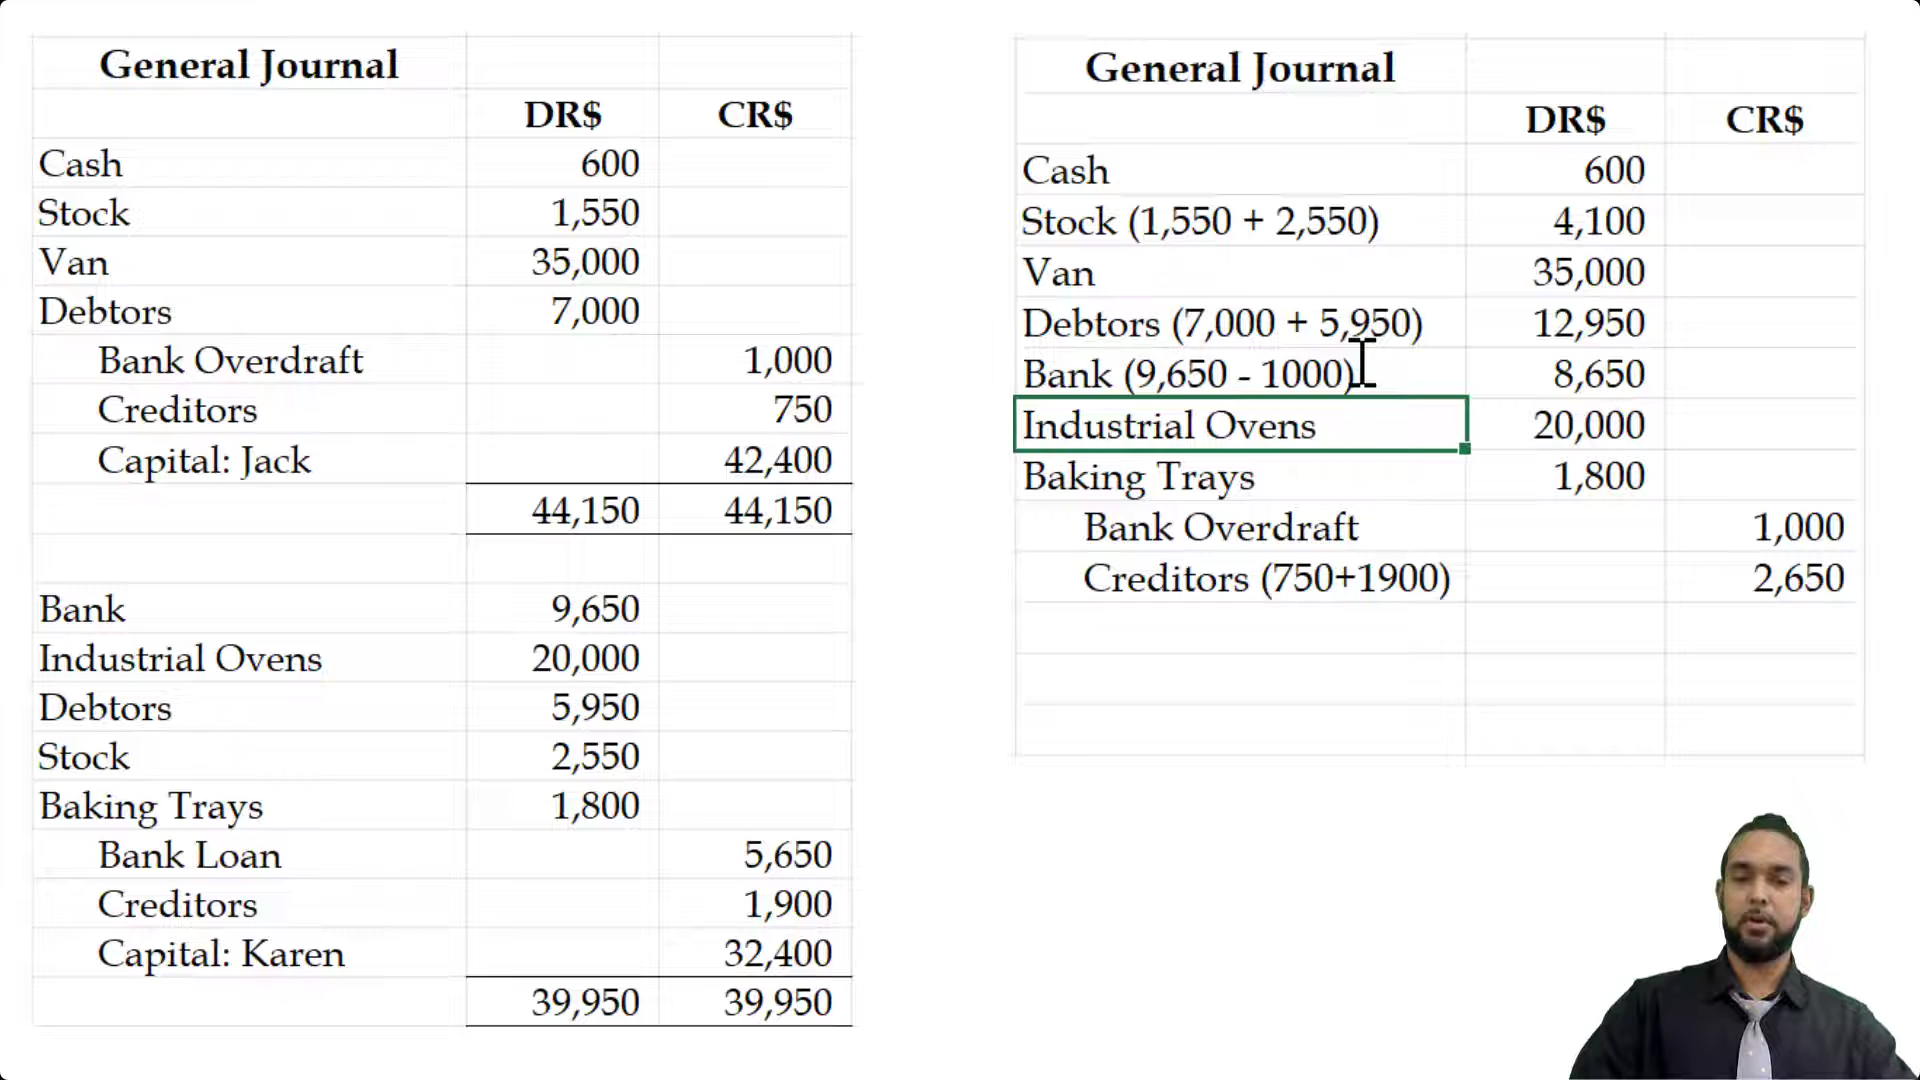 General Journal
DR$ CR$
Cash 600
Stock 1,550
Van 35,000
Debtors 7,000
Bank Overdraft 1,000
Creditors 750
Capital: Jack 42,400
44,150 44,150
Bank 9,650
Industrial Ovens 20,000
Debtors 5,950
Stock 2,550
Baking Trays 1,800
Bank Loan 5,650
Creditors 1,900
Capital: Karen 32,400
39,950 39,950
General Journal
DR$ CR$
Cash 600
Stock (1,550 + 2,550) 4,100
Van 35,000
Debtors (7,000 + 5,950) 12,950
Bank (9,650 - 1000) 8,650
Industrial Ovens 20,000
Baking Trays 1,800
Bank Overdraft 1,000
Creditors (750+1900) 2,650